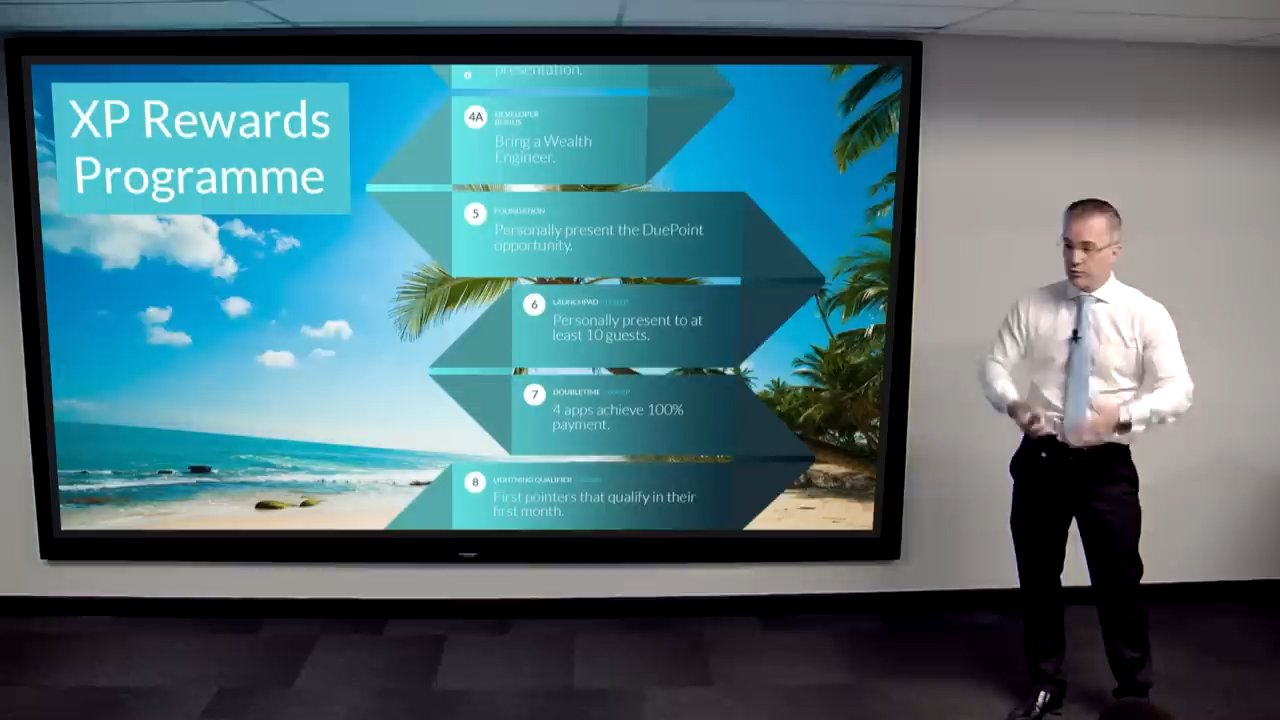 XP Rewards
Programme
presentation.
4A
DEVELOPER
BONUS
Bring a Wealth
Engineer.
5
FOUNDATION
Personally present the DuePoint
opportunity.
6
LAUNCHPAD
Personally present to at
least 10 guests.
7
DOUBLETIME
4 apps achieve 100%
payment.
8
LIGHTNING QUALIFIER
First pointers that qualify in their
first month.